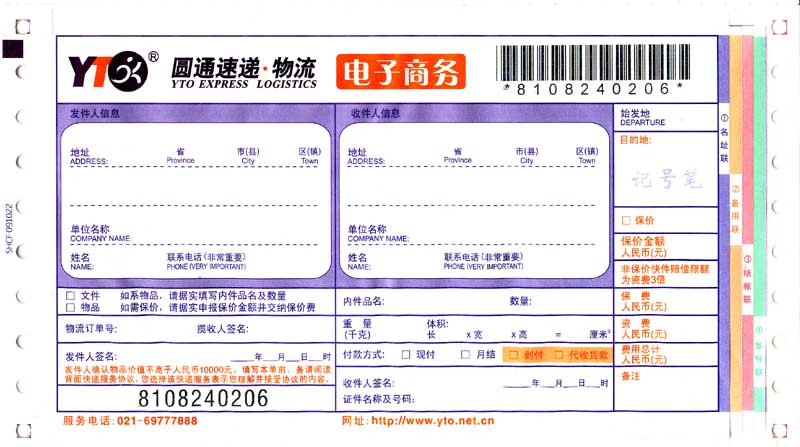 YTO ® 圆通速递·物流 电子商务
YTO EXPRESS LOGISTICS
*8108240206*
发件人信息
地址 省 市(县) 区(镇)
ADDRESS: Province City Town
单位名称
COMPANY NAME:
姓名 联系电话(非常重要)
NAME: PHONE (VERY IMPORTANT)
收件人信息
地址 省 市(县) 区(镇)
ADDRESS: Province City Town
单位名称
COMPANY NAME:
姓名 联系电话(非常重要)
NAME: PHONE (VERY IMPORTANT)
始发地
DEPARTURE
目的地:
记号笔
□ 保价
保价金额
人民币(元)
非保价快件赔偿限额
为资费3倍
保 费
人民币(元)
资 费
人民币(元)
费用总计
人民币(元)
备注
□ 文件 如系物品，请据实填写内件品名及数量
□ 物品 如需保价，请据实申报保价金额并交纳保价费
物流订单号: 揽收人签名:
发件人签名: __年__月__日__时
发件人确认物品价值不高于人民币10000元，填写本单前，务请阅读
背面快递服务协议，您选择该快递服务表示您理解并接受协议的内容。
8108240206
内件品名: 数量:
重量 体积:
(千克) 长 x宽 x高 = 厘米³
付款方式: □ 现付 □ 月结 □ 到付 □ 代收货款
收件人签名: __年__月__日__时
证件名称及号码:
服务电话: 021-69777888 网址: http://www.yto.net.cn
SHCF 091022
①名址联
②备用联
③结帐联
④发件联